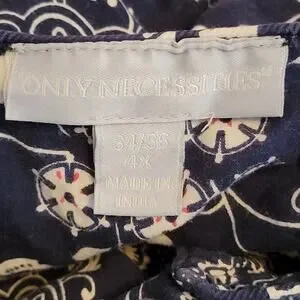 "ONLY NECESSITIES"
34/36
4X
MADE IN
INDIA